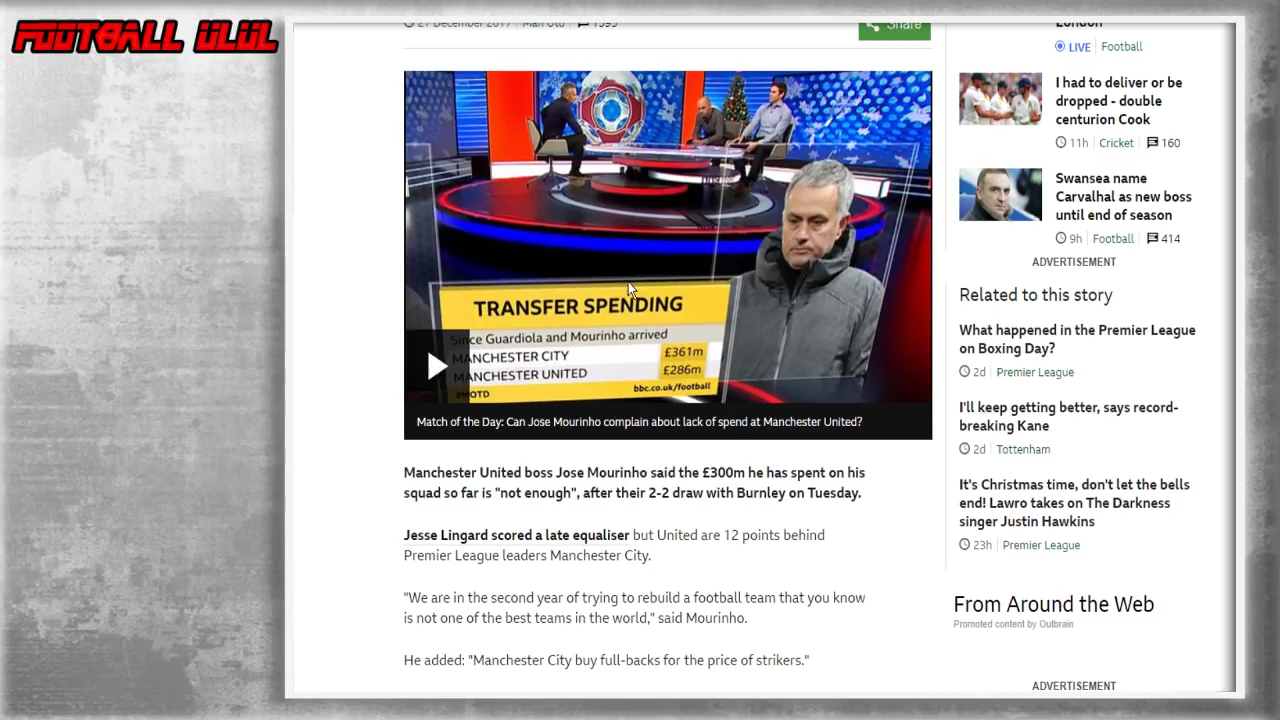 FOOTBALL ÜLÜL
27 December 2017
Man Utd
1595
Share
TRANSFER SPENDING
Since Guardiola and Mourinho arrived
MANCHESTER CITY £361m
MANCHESTER UNITED £286m
#MOTD bbc.co.uk/football
Match of the Day: Can Jose Mourinho complain about lack of spend at Manchester United?
Manchester United boss Jose Mourinho said the £300m he has spent on his
squad so far is "not enough", after their 2-2 draw with Burnley on Tuesday.
Jesse Lingard scored a late equaliser but United are 12 points behind
Premier League leaders Manchester City.
"We are in the second year of trying to rebuild a football team that you know
is not one of the best teams in the world," said Mourinho.
He added: "Manchester City buy full-backs for the price of strikers."
London
LIVE Football
I had to deliver or be
dropped - double
centurion Cook
11h Cricket 160
Swansea name
Carvalhal as new boss
until end of season
9h Football 414
ADVERTISEMENT
Related to this story
What happened in the Premier League
on Boxing Day?
2d Premier League
I'll keep getting better, says record-
breaking Kane
2d Tottenham
It's Christmas time, don't let the bells
end! Lawro takes on The Darkness
singer Justin Hawkins
23h Premier League
From Around the Web
Promoted content by Outbrain
ADVERTISEMENT